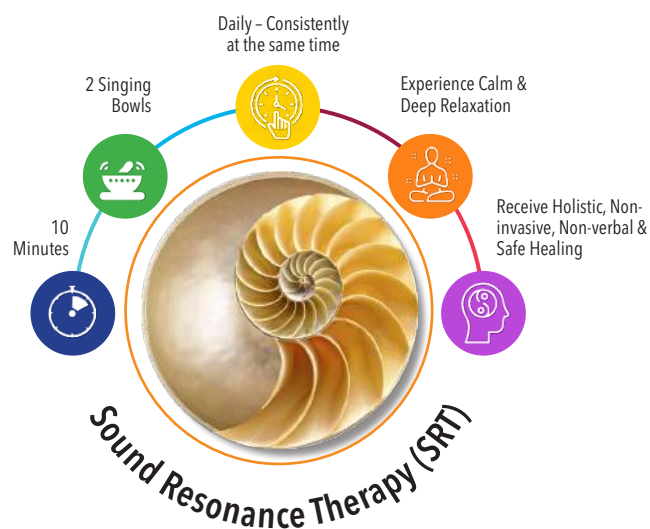 Daily – Consistently
at the same time
2 Singing
Bowls
Experience Calm &
Deep Relaxation
10
Minutes
Receive Holistic, Non-
invasive, Non-verbal &
Safe Healing
Sound Resonance Therapy (SRT)